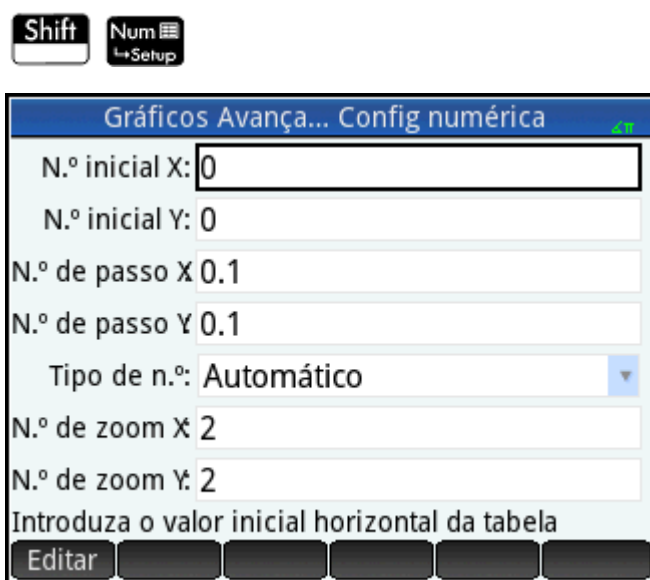 Shift
Num
↳Setup
Gráficos Avança... Config numérica
∡π
N.º inicial X: 0
N.º inicial Y: 0
N.º de passo X: 0.1
N.º de passo Y: 0.1
Tipo de n.º: Automático
N.º de zoom X: 2
N.º de zoom Y: 2
Introduza o valor inicial horizontal da tabela
Editar